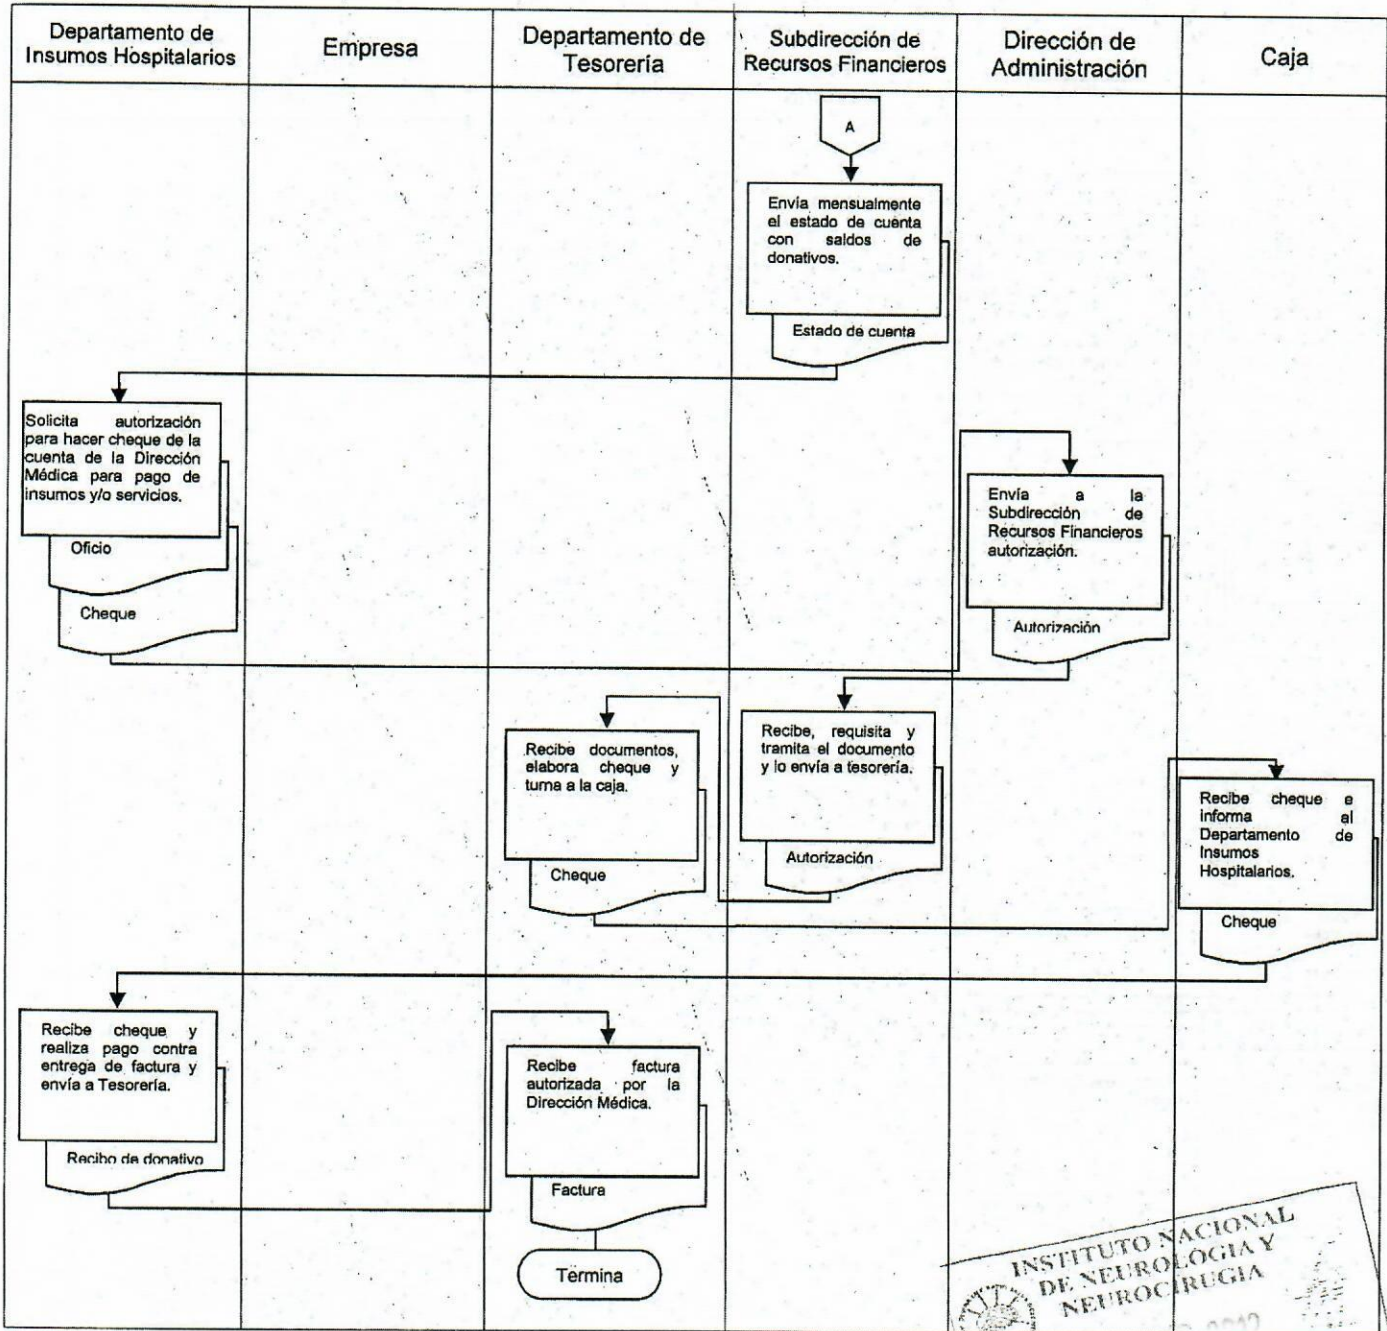 Departamento de
Insumos Hospitalarios
Empresa
Departamento de
Tesorería
Subdirección de
Recursos Financieros
Dirección de
Administración
Caja
A
Envía mensualmente
el estado de cuenta
con saldos de
donativos.
Estado de cuenta
Solicita autorización
para hacer cheque de la
cuenta de la Dirección
Médica para pago de
insumos y/o servicios.
Oficio
Cheque
Envía a la
Subdirección de
Recursos Financieros
autorización.
Autorización
Recibe, requisita y
tramita el documento
y lo envía a tesorería.
Autorización
Recibe documentos,
elabora cheque y
turna a la caja.
Cheque
Recibe cheque e
informa al
Departamento de
Insumos
Hospitalarios.
Cheque
Recibe cheque y
realiza pago contra
entrega de factura y
envía a Tesorería.
Recibo de donativo
Recibe factura
autorizada por la
Dirección Médica.
Factura
Termina
INSTITUTO NACIONAL
DE NEUROLOGIA Y
NEUROCIRUGIA